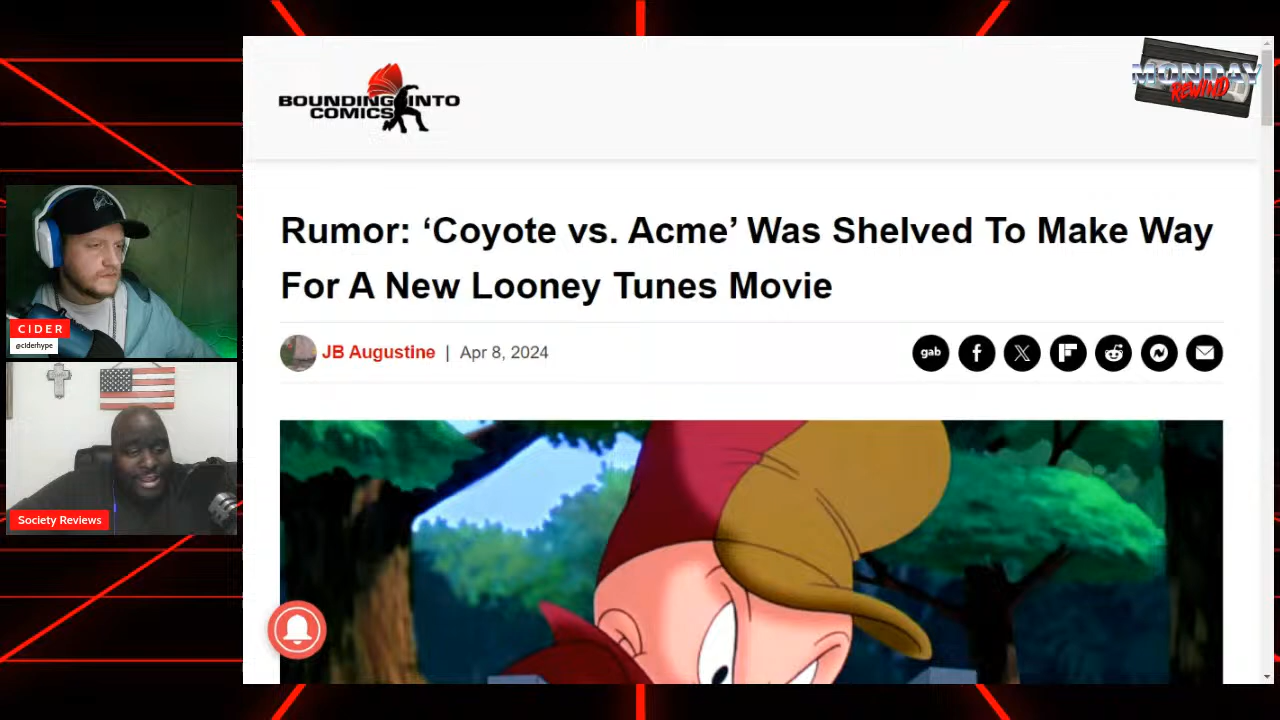 MONDAY
REWIND
BOUNDING INTO
COMICS
Rumor: ‘Coyote vs. Acme’ Was Shelved To Make Way
For A New Looney Tunes Movie
JB Augustine | Apr 8, 2024
gab
CIDER
@ciderhype
Society Reviews